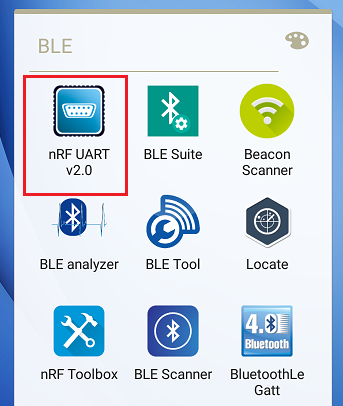 BLE
nRF UART
v2.0
BLE Suite
Beacon
Scanner
BLE analyzer
BLE Tool
Locate
4.0
Bluetooth
nRF Toolbox
BLE Scanner
BluetoothLe
Gatt